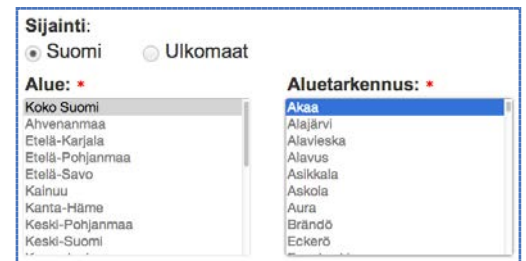 Sijainti:
Suomi
Ulkomaat
Alue: *
Koko Suomi
Ahvenanmaa
Etelä-Karjala
Etelä-Pohjanmaa
Etelä-Savo
Kainuu
Kanta-Häme
Keski-Pohjanmaa
Keski-Suomi
Aluetarkennus: *
Akaa
Alajärvi
Alavieska
Alavus
Asikkala
Askola
Aura
Brändö
Eckerö